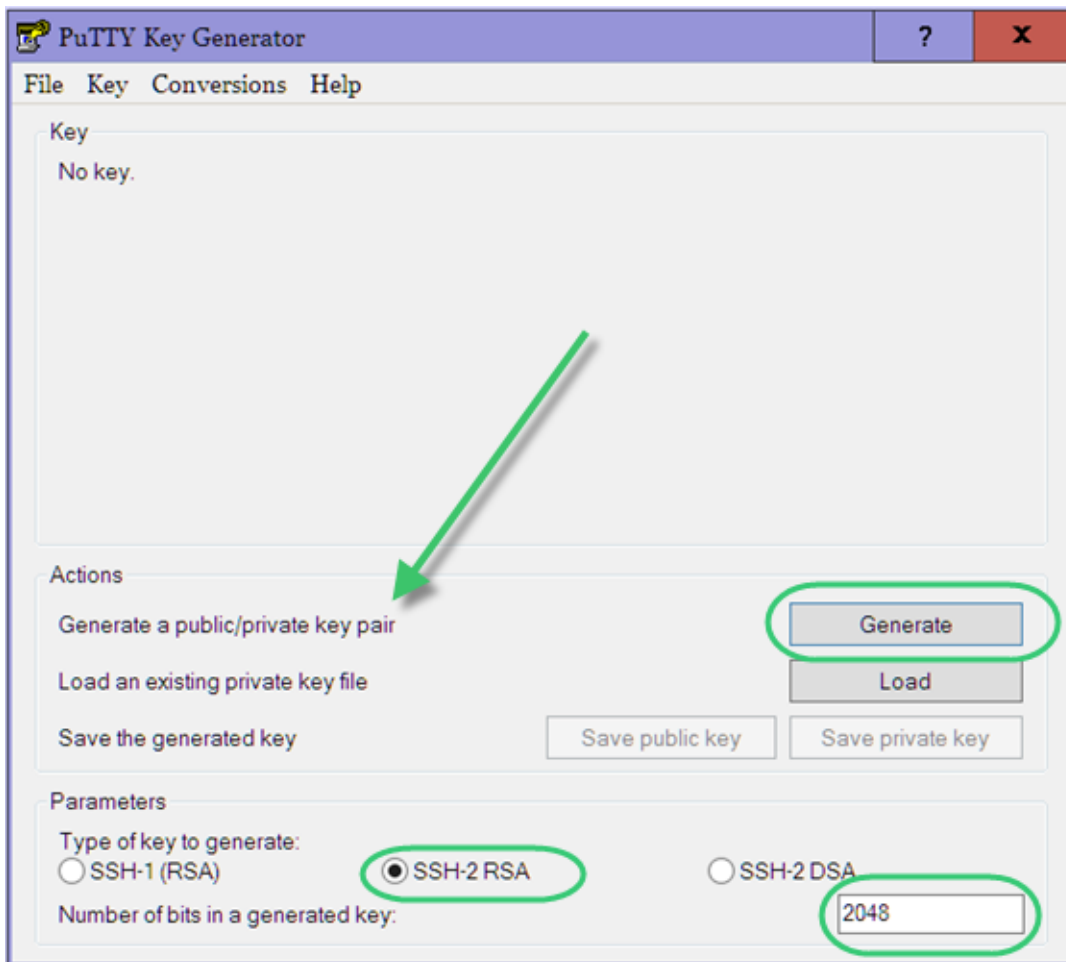 PuTTY Key Generator
?
x
File Key Conversions Help
Key
No key.
Actions
Generate a public/private key pair
Generate
Load an existing private key file
Load
Save the generated key
Save public key
Save private key
Parameters
Type of key to generate:
SSH-1 (RSA)
SSH-2 RSA
SSH-2 DSA
Number of bits in a generated key:
2048